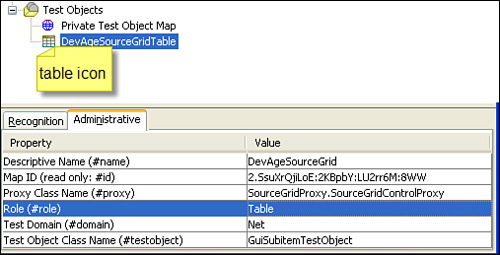 Test Objects
Private Test Object Map
DevAgeSourceGridTable
table icon
Recognition Administrative
Property Value
Descriptive Name (#name) DevAgeSourceGrid
Map ID (read only: #id) 2.SsuXrQjiLoE:2KBpbY:LU2rr6M:8WW
Proxy Class Name (#proxy) SourceGridProxy.SourceGridControlProxy
Role (#role) Table
Test Domain (#domain) Net
Test Object Class Name (#testobject) GuiSubitemTestObject